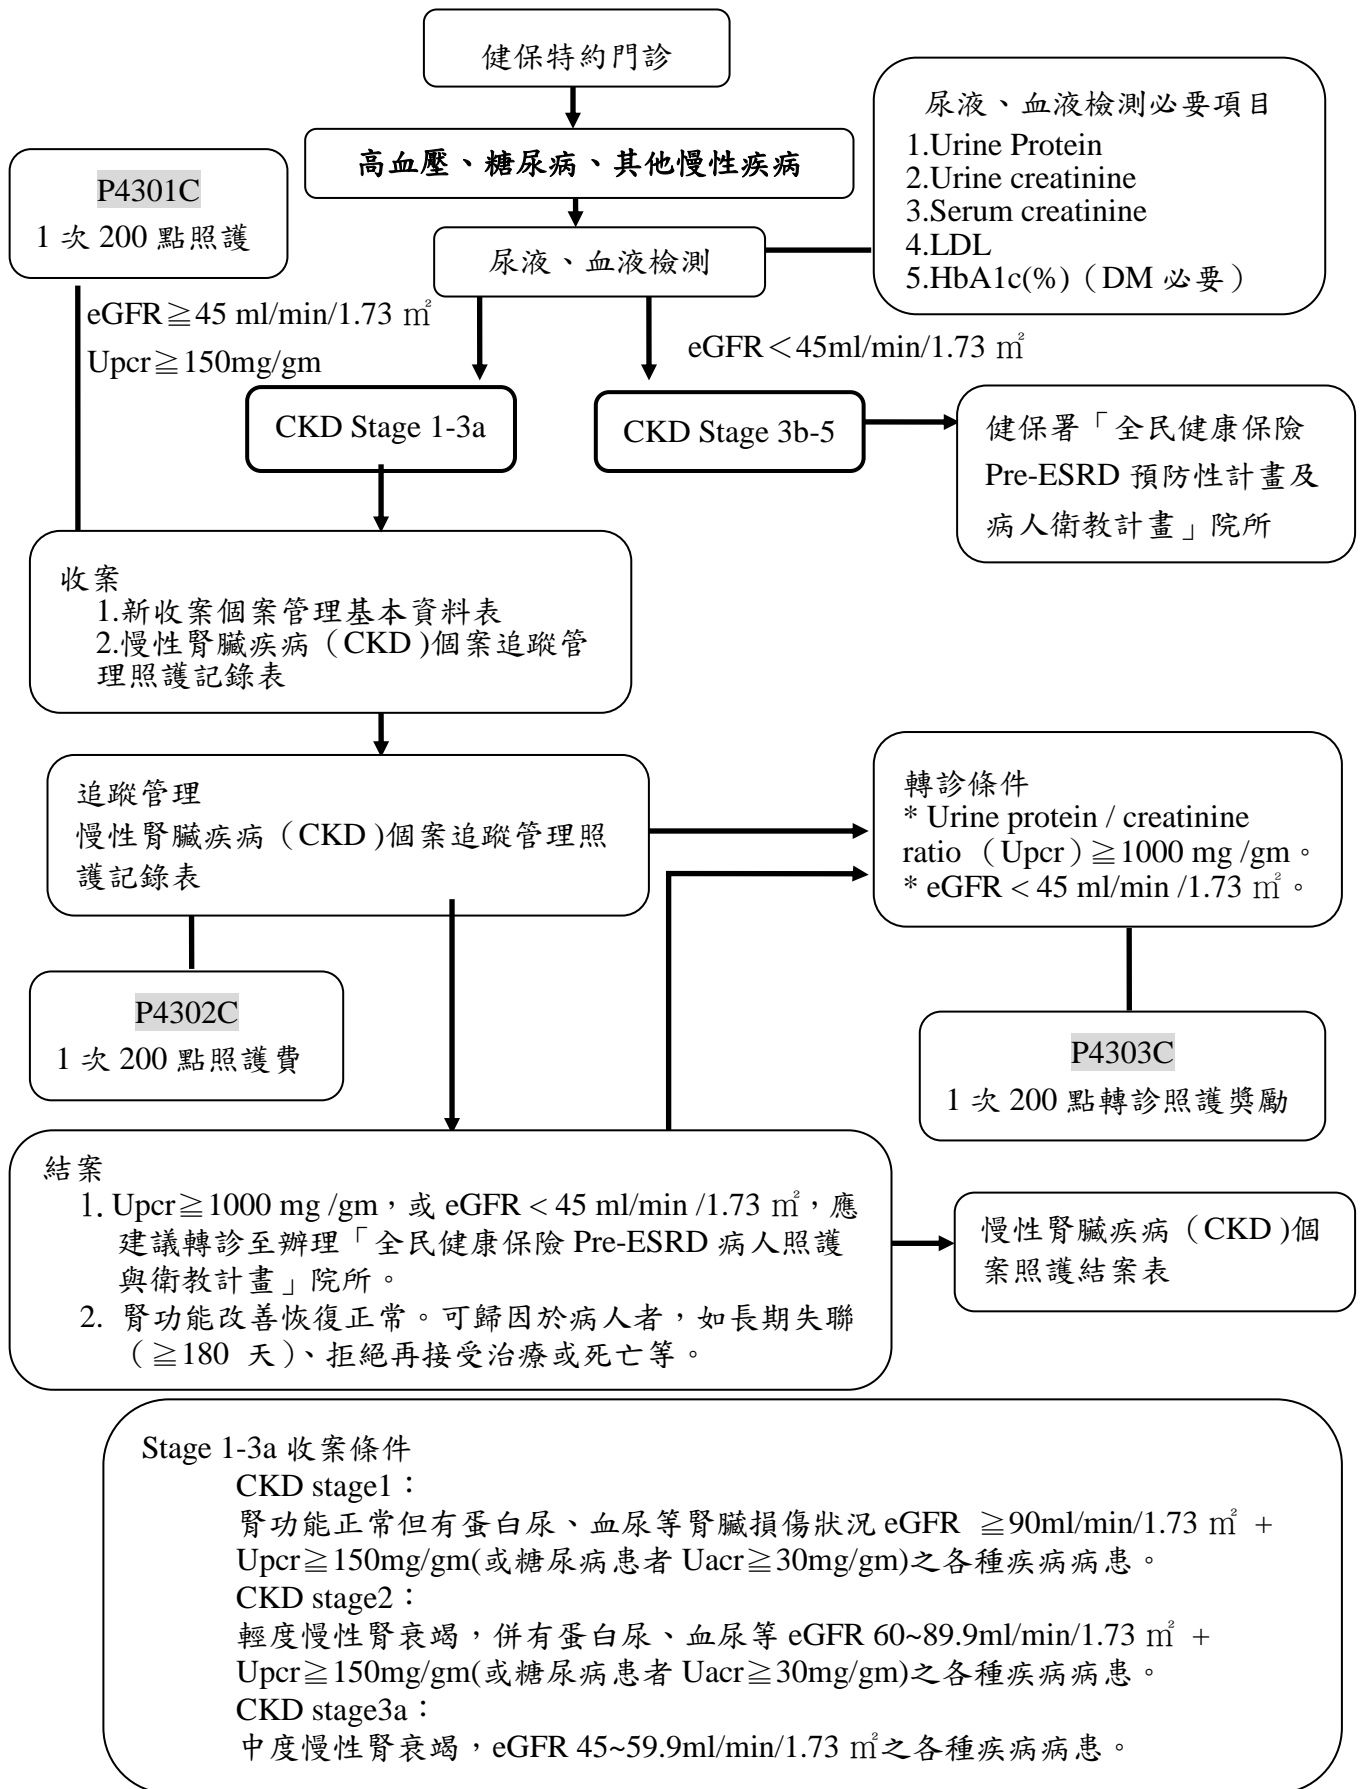 健保特約門診
尿液、血液檢測必要項目
1.Urine Protein
2.Urine creatinine
3.Serum creatinine
4.LDL
5.HbA1c(%)（DM 必要）
高血壓、糖尿病、其他慢性疾病
P4301C
1 次 200 點照護
尿液、血液檢測
eGFR≧45 ml/min/1.73 ㎡
Upcr≧150mg/gm
eGFR＜45ml/min/1.73 ㎡
CKD Stage 1-3a
CKD Stage 3b-5
健保署「全民健康保險
Pre-ESRD 預防性計畫及
病人衛教計畫」院所
收案
1.新收案個案管理基本資料表
2.慢性腎臟疾病（CKD )個案追蹤管
理照護記錄表
追蹤管理
慢性腎臟疾病（CKD )個案追蹤管理照
護記錄表
轉診條件
* Urine protein / creatinine
ratio （Upcr）≧1000 mg /gm。
* eGFR < 45 ml/min /1.73 ㎡。
P4302C
1 次 200 點照護費
P4303C
1 次 200 點轉診照護獎勵
結案
1. Upcr≧1000 mg /gm，或 eGFR < 45 ml/min /1.73 ㎡，應
建議轉診至辦理「全民健康保險 Pre-ESRD 病人照護
與衛教計畫」院所。
2. 腎功能改善恢復正常。可歸因於病人者，如長期失聯
（≧180 天）、拒絕再接受治療或死亡等。
慢性腎臟疾病（CKD )個
案照護結案表
Stage 1-3a 收案條件
CKD stage1：
腎功能正常但有蛋白尿、血尿等腎臟損傷狀況 eGFR ≧90ml/min/1.73 ㎡ +
Upcr≧150mg/gm(或糖尿病患者 Uacr≧30mg/gm)之各種疾病病患。
CKD stage2：
輕度慢性腎衰竭，併有蛋白尿、血尿等 eGFR 60~89.9ml/min/1.73 ㎡ +
Upcr≧150mg/gm(或糖尿病患者 Uacr≧30mg/gm)之各種疾病病患。
CKD stage3a：
中度慢性腎衰竭，eGFR 45~59.9ml/min/1.73 ㎡之各種疾病病患。